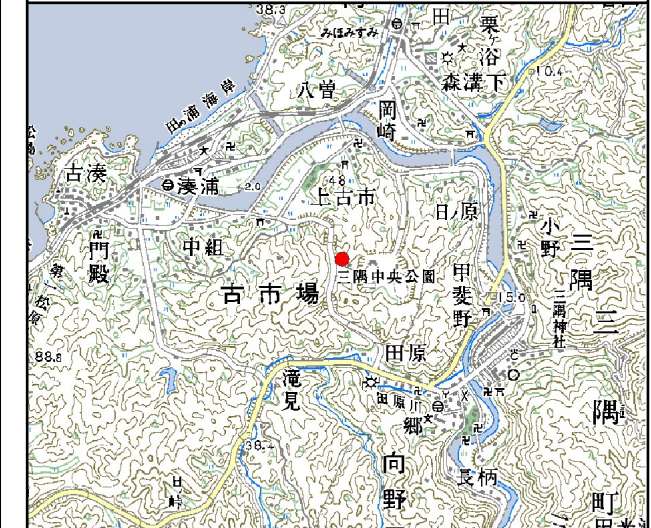 38.3
みほみすみ
田
栗ヶ谷
森溝下
10.4
八曽
岡崎
田の浦海岸
古湊
湊浦
2.0
48
上古市
日ノ原
小野
三隅
門殿
中組
三隅中央公園
古市場
甲斐野
15.0
三隅神社
三
88.8
田原
滝見
田原川
郷
隅
38.4
向野
長柄
町